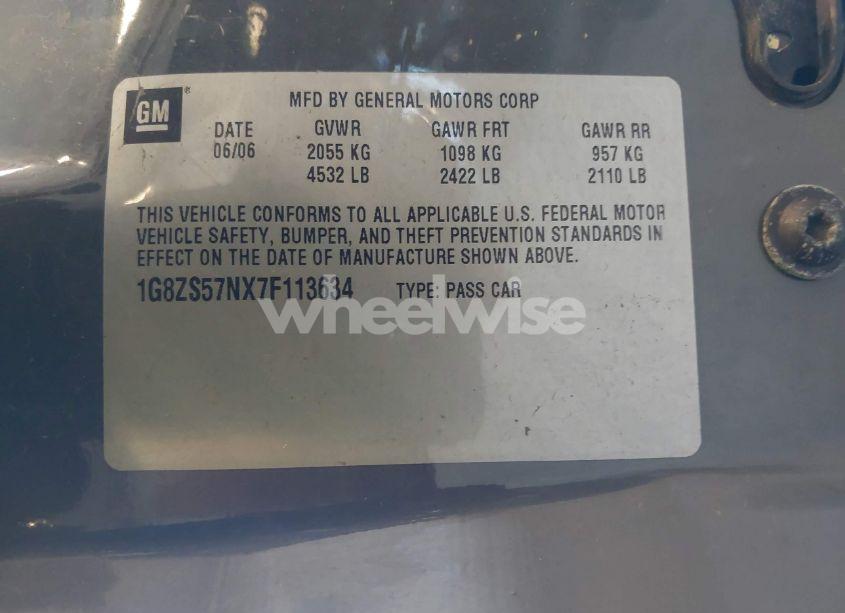 GM
MFD BY GENERAL MOTORS CORP
DATE GVWR GAWR FRT GAWR RR
06/06 2055 KG 1098 KG 957 KG
4532 LB 2422 LB 2110 LB
THIS VEHICLE CONFORMS TO ALL APPLICABLE U.S. FEDERAL MOTOR
VEHICLE SAFETY, BUMPER, AND THEFT PREVENTION STANDARDS IN
EFFECT ON THE DATE OF MANUFACTURE SHOWN ABOVE.
1G8ZS57NX7F113634 TYPE: PASS CAR
wheelwise